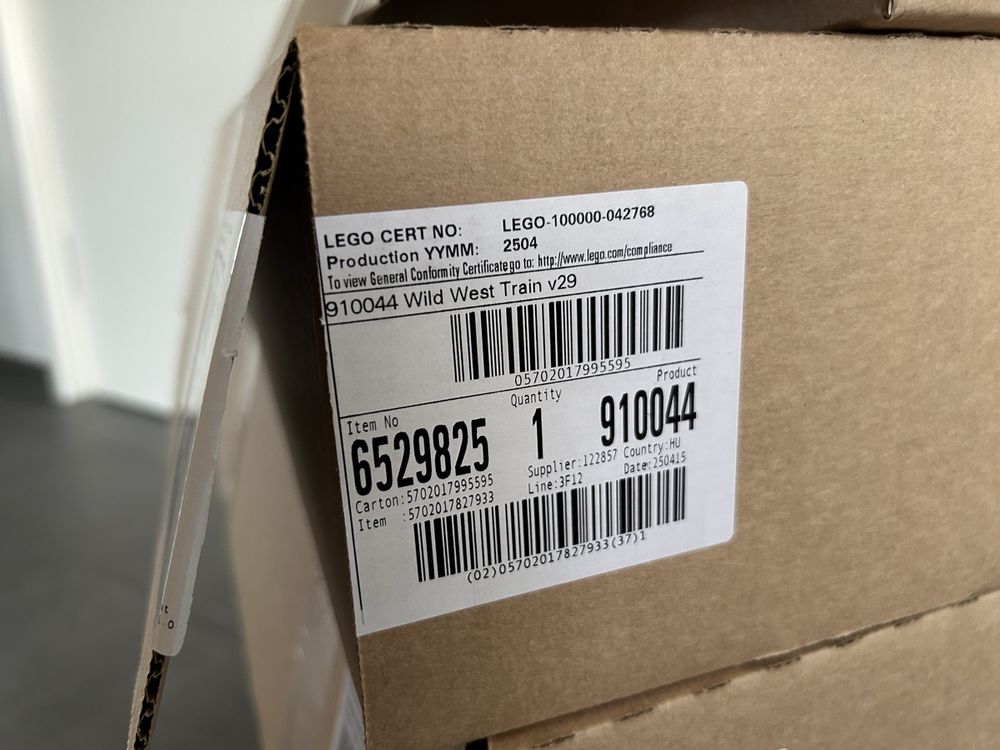 LEGO CERT NO: LEGO-100000-042768
Production YYMM: 2504
To view General Conformity Certificate go to: http://www.lego.com/compliance
910044 Wild West Train v29
05702017995595
Item No Quantity Product
6529825 1 910044
Carton:5702017995595 Supplier:122857 Country:HU
Item :5702017827933 Line:3F12 Date:250415
(02)05702017827933(37)1